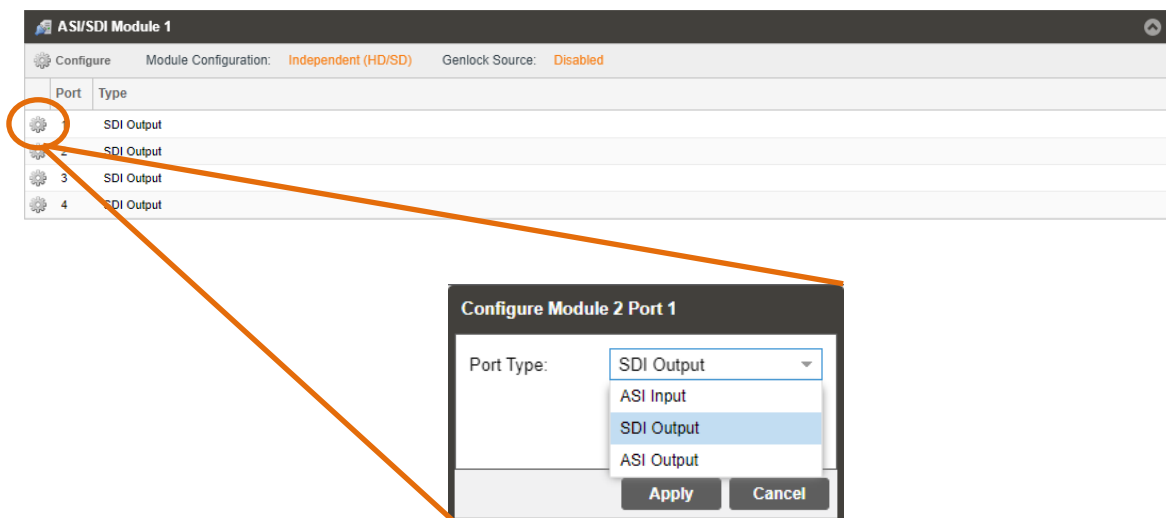 ASI/SDI Module 1
Configure Module Configuration: Independent (HD/SD) Genlock Source: Disabled
Port Type
1 SDI Output
2 SDI Output
3 SDI Output
4 SDI Output
Configure Module 2 Port 1
Port Type: SDI Output
ASI Input
SDI Output
ASI Output
Apply Cancel